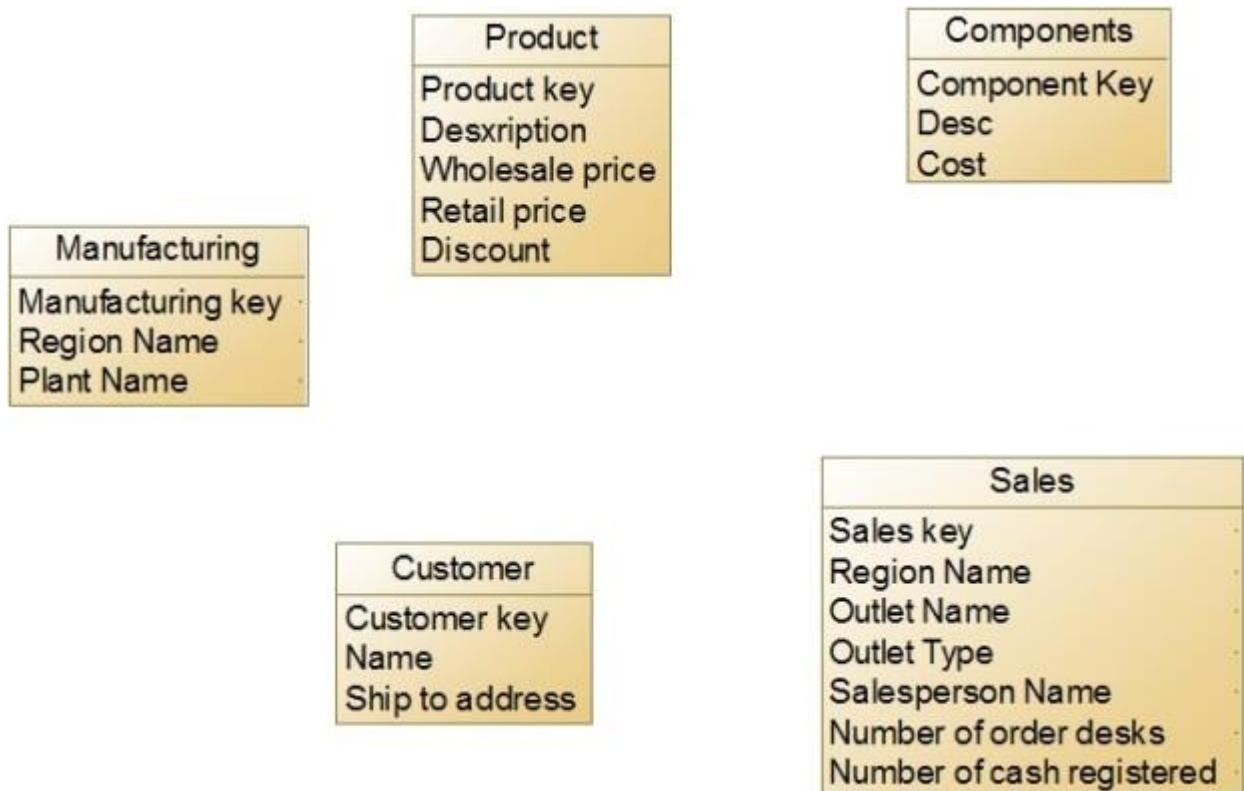 Product
Product key
Desxription
Wholesale price
Retail price
Discount
Components
Component Key
Desc
Cost
Manufacturing
Manufacturing key
Region Name
Plant Name
Customer
Customer key
Name
Ship to address
Sales
Sales key
Region Name
Outlet Name
Outlet Type
Salesperson Name
Number of order desks
Number of cash registered